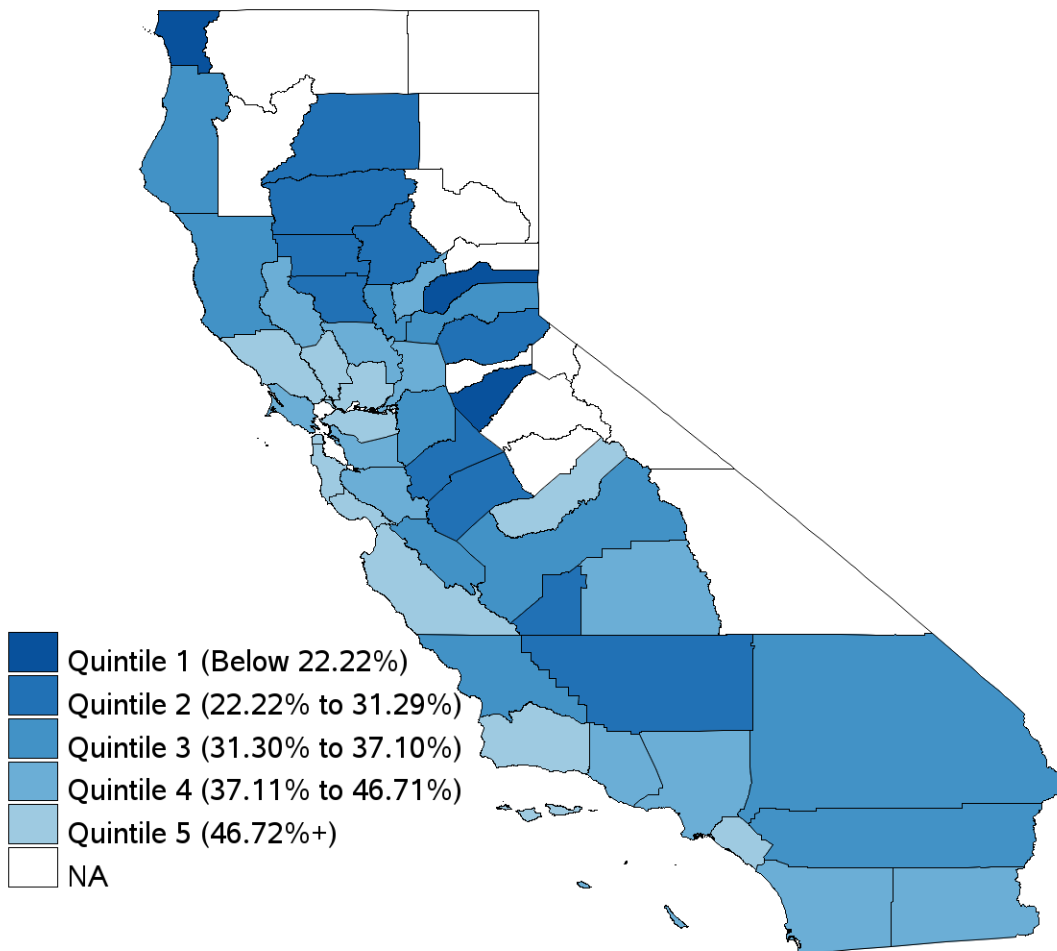 Quintile 1 (Below 22.22%)
Quintile 2 (22.22% to 31.29%)
Quintile 3 (31.30% to 37.10%)
Quintile 4 (37.11% to 46.71%)
Quintile 5 (46.72%+)
NA